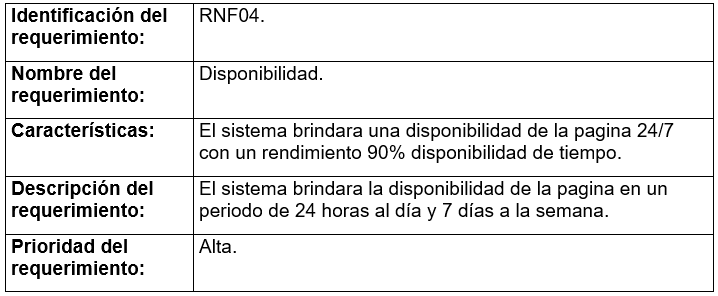 Identificación del
requerimiento:
RNF04.
Nombre del
requerimiento:
Disponibilidad.
Características:
El sistema brindara una disponibilidad de la pagina 24/7
con un rendimiento 90% disponibilidad de tiempo.
Descripción del
requerimiento:
El sistema brindara la disponibilidad de la pagina en un
periodo de 24 horas al día y 7 días a la semana.
Prioridad del
requerimiento:
Alta.